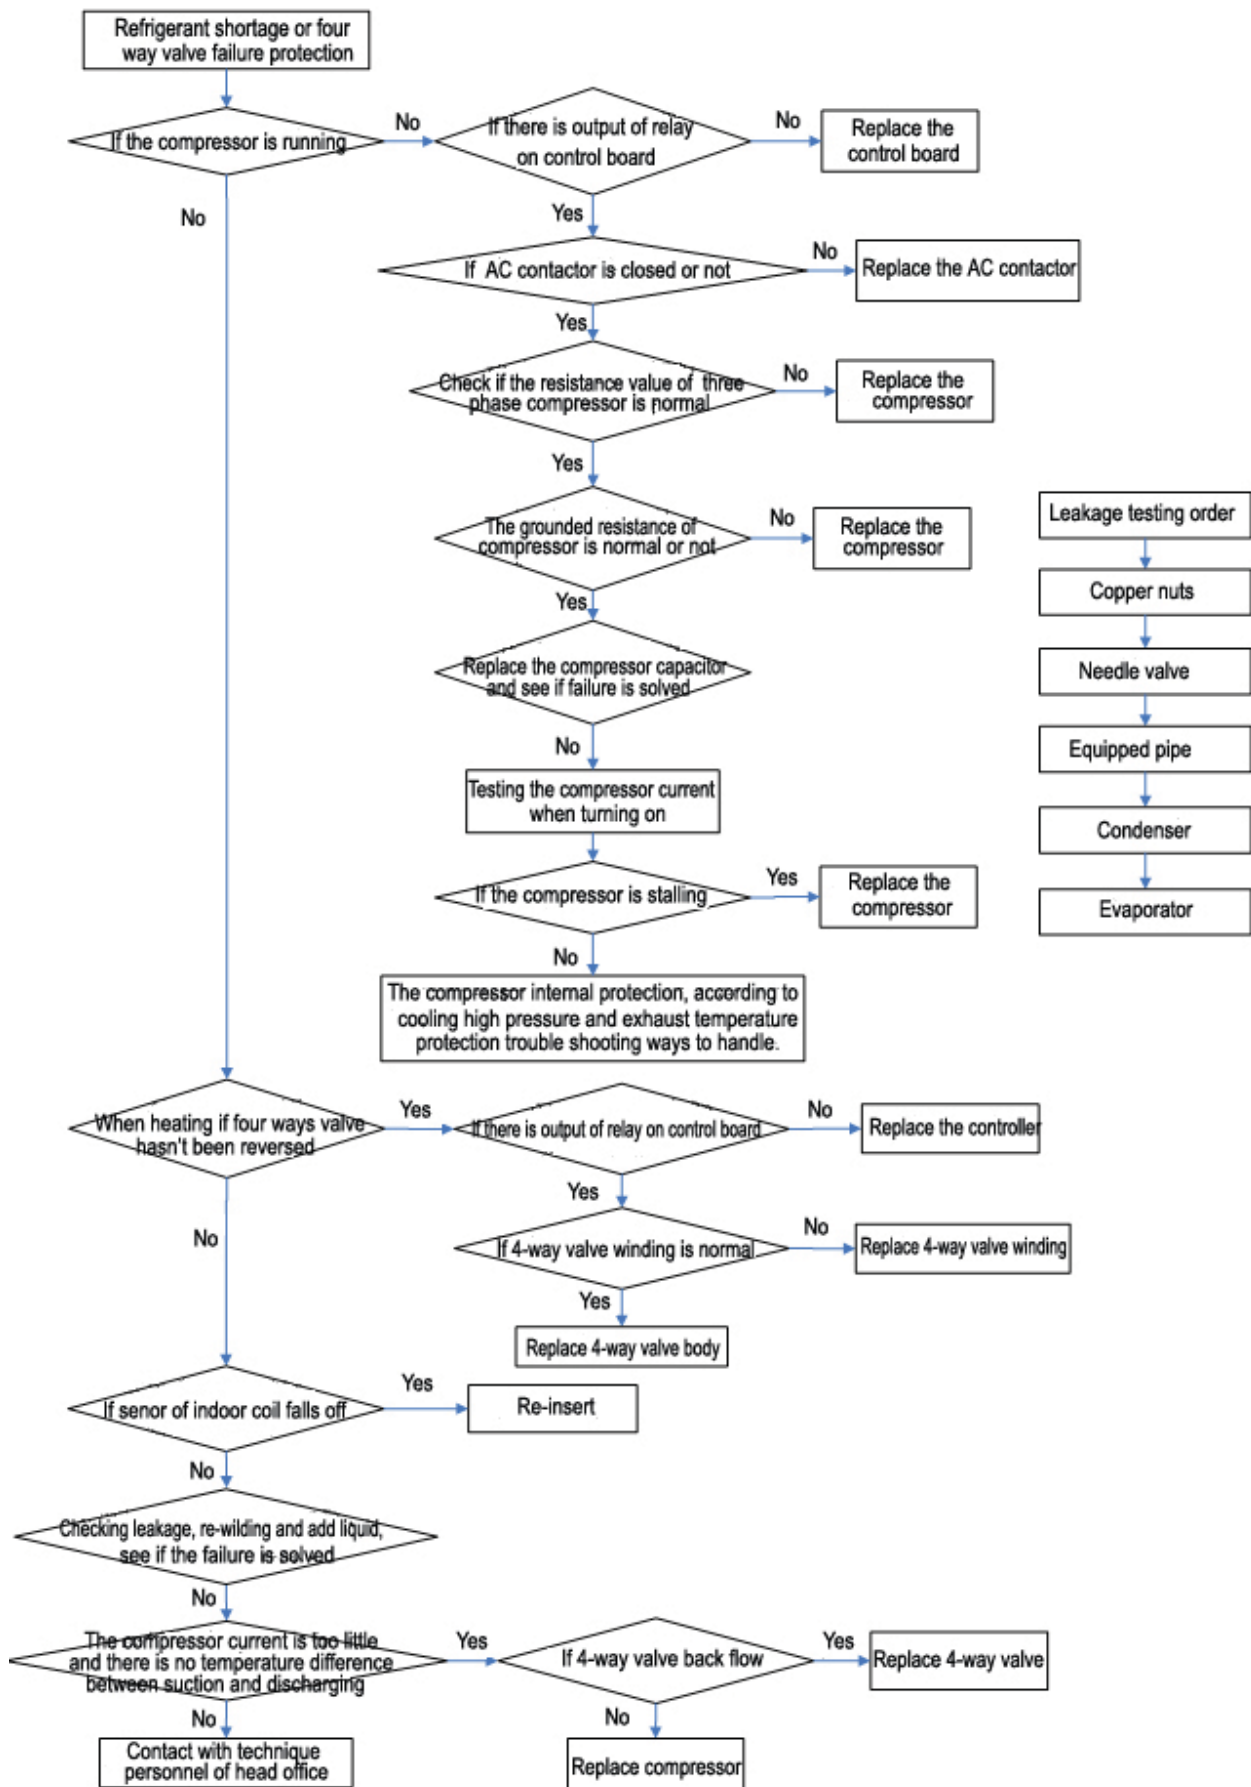 Refrigerant shortage or four
way valve failure protection
If the compressor is running
No
If there is output of relay
on control board
No
Replace the
control board
No
Yes
If AC contactor is closed or not
No
Replace the AC contactor
Yes
Check if the resistance value of three
phase compressor is normal
No
Replace the
compressor
Yes
The grounded resistance of
compressor is normal or not
No
Replace the
compressor
Yes
Replace the compressor capacitor
and see if failure is solved
No
Testing the compressor current
when turning on
If the compressor is stalling
Yes
Replace the
compressor
No
The compressor internal protection, according to
cooling high pressure and exhaust temperature
protection trouble shooting ways to handle.
Leakage testing order
Copper nuts
Needle valve
Equipped pipe
Condenser
Evaporator
When heating if four ways valve
hasn't been reversed
Yes
If there is output of relay on control board
No
Replace the controller
Yes
If 4-way valve winding is normal
No
Replace 4-way valve winding
Yes
Replace 4-way valve body
No
If senor of indoor coil falls off
Yes
Re-insert
No
Checking leakage, re-wilding and add liquid,
see if the failure is solved
No
The compressor current is too little
and there is no temperature difference
between suction and discharging
Yes
If 4-way valve back flow
Yes
Replace 4-way valve
No
Contact with technique
personnel of head office
No
Replace compressor